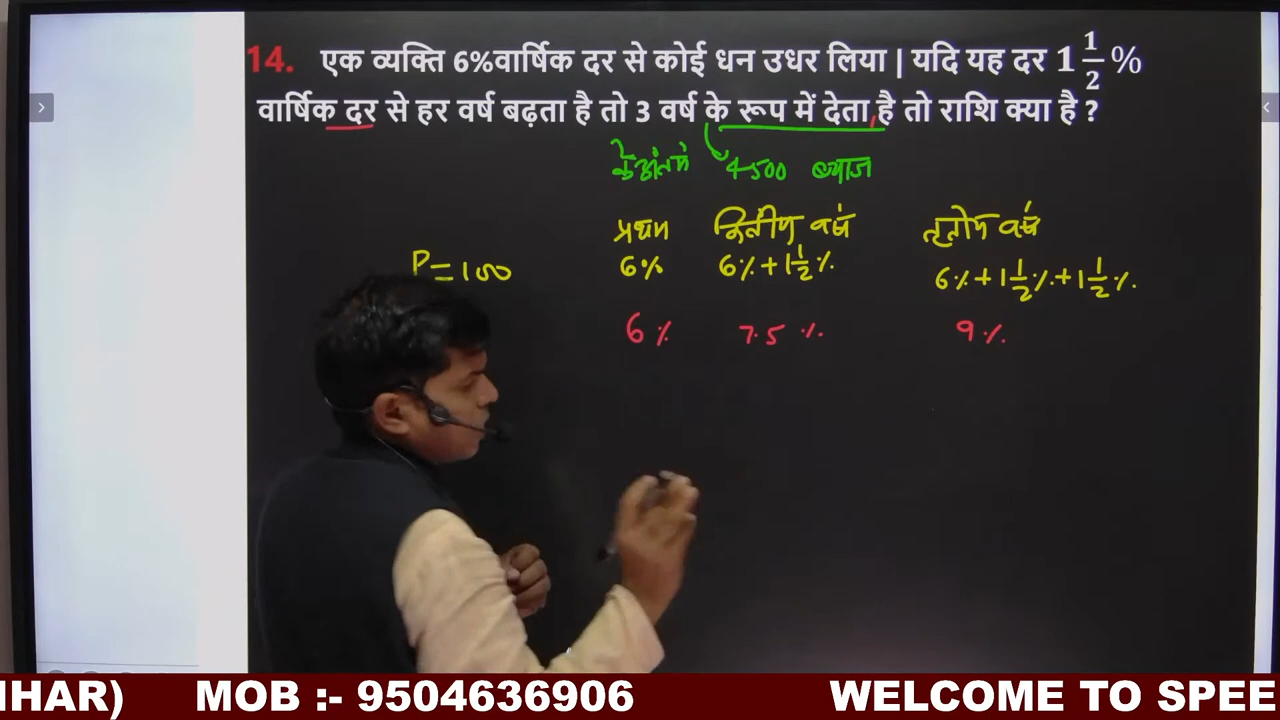 14. एक व्यक्ति 6%वार्षिक दर से कोई धन उधर लिया | यदि यह दर 1 1/2 %
वार्षिक दर से हर वर्ष बढ़ता है तो 3 वर्ष के रूप में देता है तो राशि क्या है ?
के अंत मे 4500 ब्याज
प्रथम द्वितीय वर्ष तृतीय वर्ष
P=100 6% 6%+1 1/2 % 6%+1 1/2 %+1 1/2 %.
6% 7.5 % 9%.
IHAR) MOB :- 9504636906 WELCOME TO SPEE